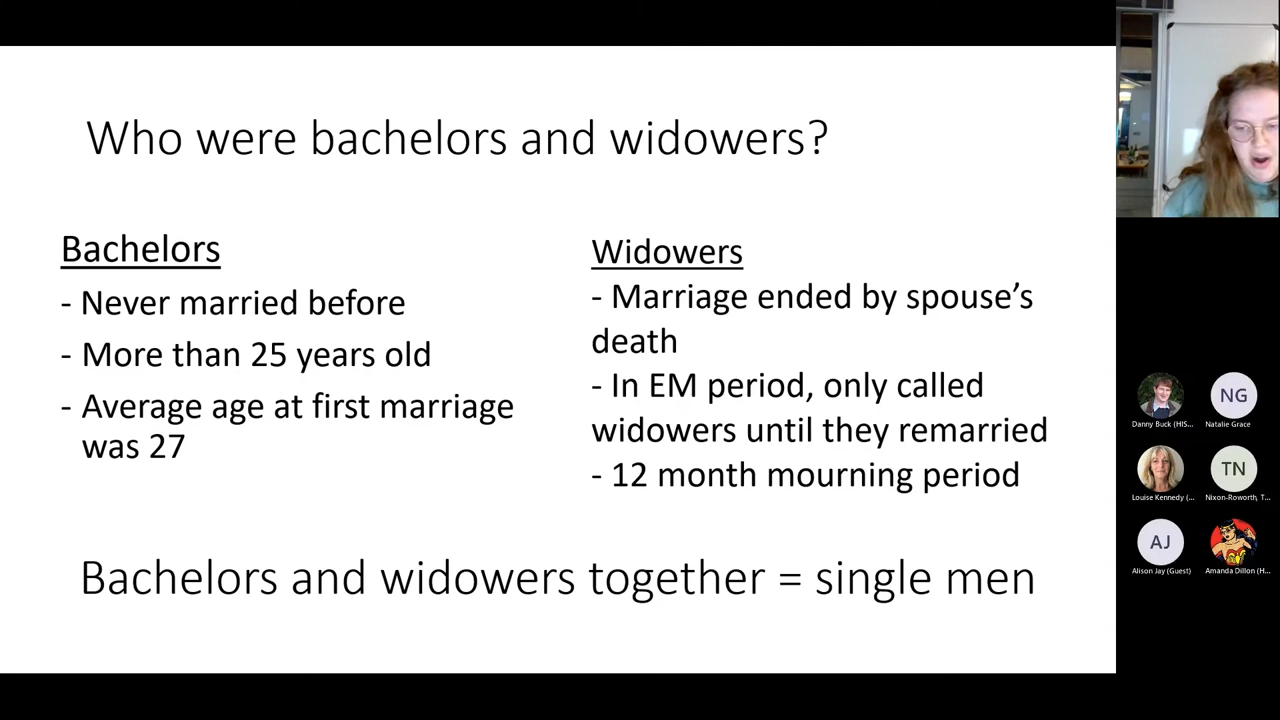 Who were bachelors and widowers?
Bachelors
- Never married before
- More than 25 years old
- Average age at first marriage
was 27
Widowers
- Marriage ended by spouse’s
death
- In EM period, only called
widowers until they remarried
- 12 month mourning period
Bachelors and widowers together = single men
NG
Danny Buck (HIS...
Natalie Grace
TN
Louise Kennedy (...
Nixon-Roworth, T...
AJ
Alison Jay (Guest)
Amanda Dillon (H...